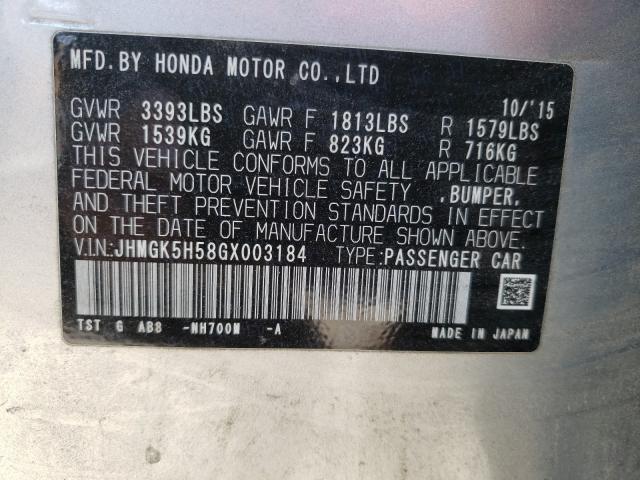 MFD.BY HONDA MOTOR CO.,LTD
10/'15
GVWR 3393LBS GAWR F 1813LBS R 1579LBS
GVWR 1539KG GAWR F 823KG R 716KG
THIS VEHICLE CONFORMS TO ALL APPLICABLE
FEDERAL MOTOR VEHICLE SAFETY ,BUMPER,
AND THEFT PREVENTION STANDARDS IN EFFECT
ON THE DATE OF MANUFACTURE SHOWN ABOVE.
V.I.N:JHMGK5H58GX003184 TYPE:PASSENGER CAR
TST G AB8 -NH700M -A MADE IN JAPAN